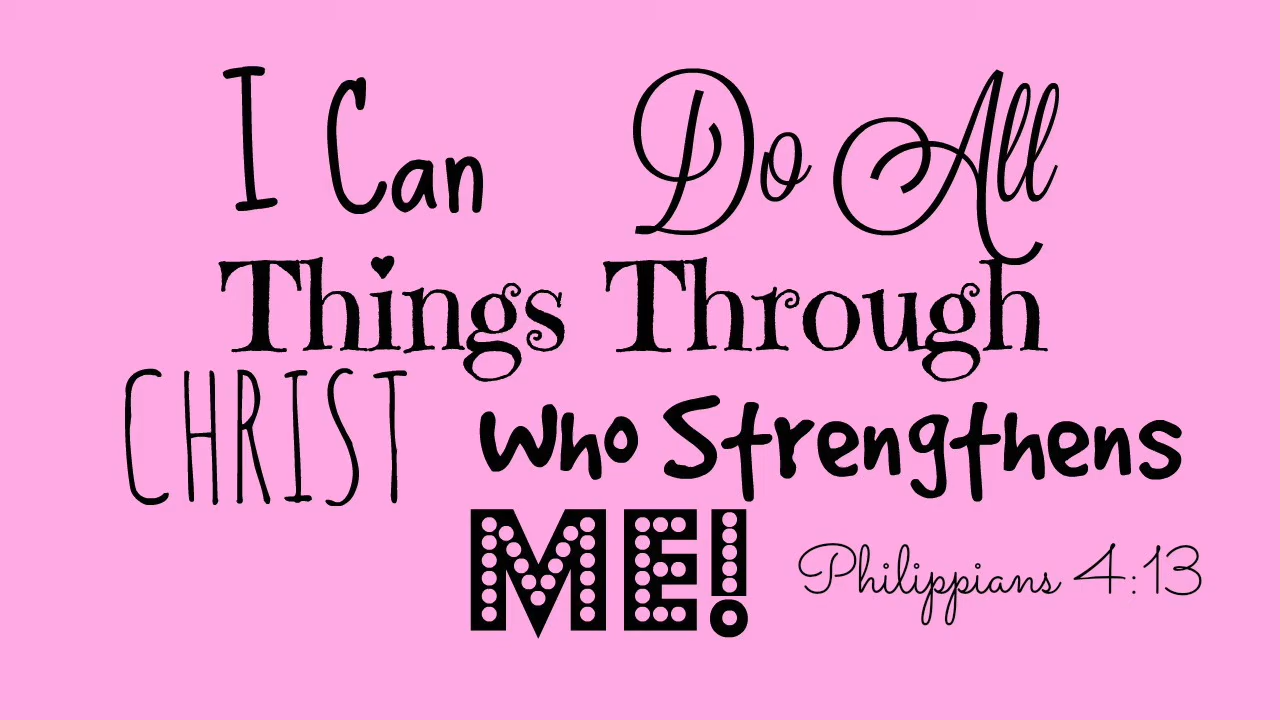 I Can Do All
Things Through
CHRIST Who Strengthens
ME! Philippians 4:13